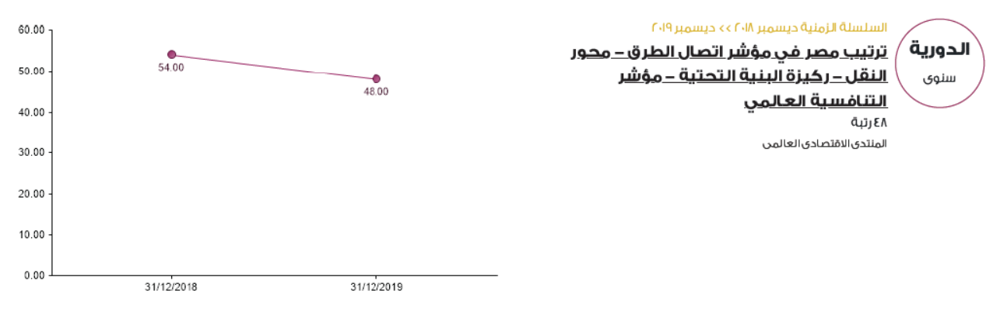 الدورية
سنوى
السلسلة الزمنية ديسمبر ٢٠١٨ >> ديسمبر ٢٠١٩
ترتيب مصر في مؤشر اتصال الطرق – محور
النقل – ركيزة البنية التحتية – مؤشر
التنافسية العالمي
٤٨ رتبة
المنتدى الاقتصادى العالمى
60.00
50.00
40.00
30.00
20.00
10.00
0.00
54.00
48.00
31/12/2018
31/12/2019